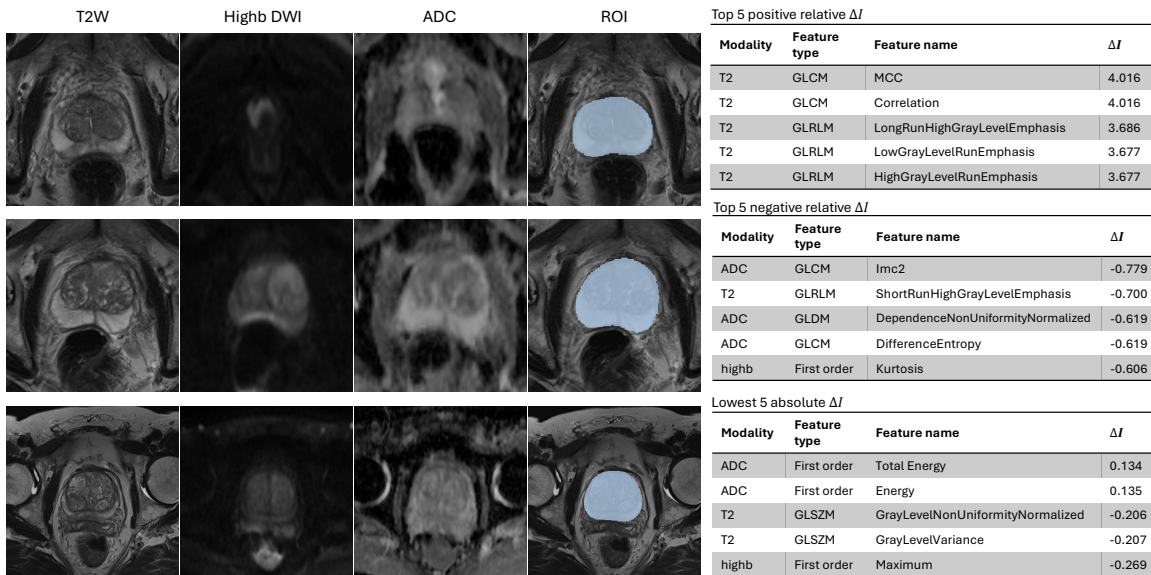 T2W Highb DWI ADC ROI
Top 5 positive relative ΔI
Modality Feature type Feature name ΔI
T2 GLCM MCC 4.016
T2 GLCM Correlation 4.016
T2 GLRLM LongRunHighGrayLevelEmphasis 3.686
T2 GLRLM LowGrayLevelRunEmphasis 3.677
T2 GLRLM HighGrayLevelRunEmphasis 3.677
Top 5 negative relative ΔI
Modality Feature type Feature name ΔI
ADC GLCM Imc2 -0.779
T2 GLRLM ShortRunHighGrayLevelEmphasis -0.700
ADC GLDM DependenceNonUniformityNormalized -0.619
ADC GLCM DifferenceEntropy -0.619
highb First order Kurtosis -0.606
Lowest 5 absolute ΔI
Modality Feature type Feature name ΔI
ADC First order Total Energy 0.134
ADC First order Energy 0.135
T2 GLSZM GrayLevelNonUniformityNormalized -0.206
T2 GLSZM GrayLevelVariance -0.207
highb First order Maximum -0.269